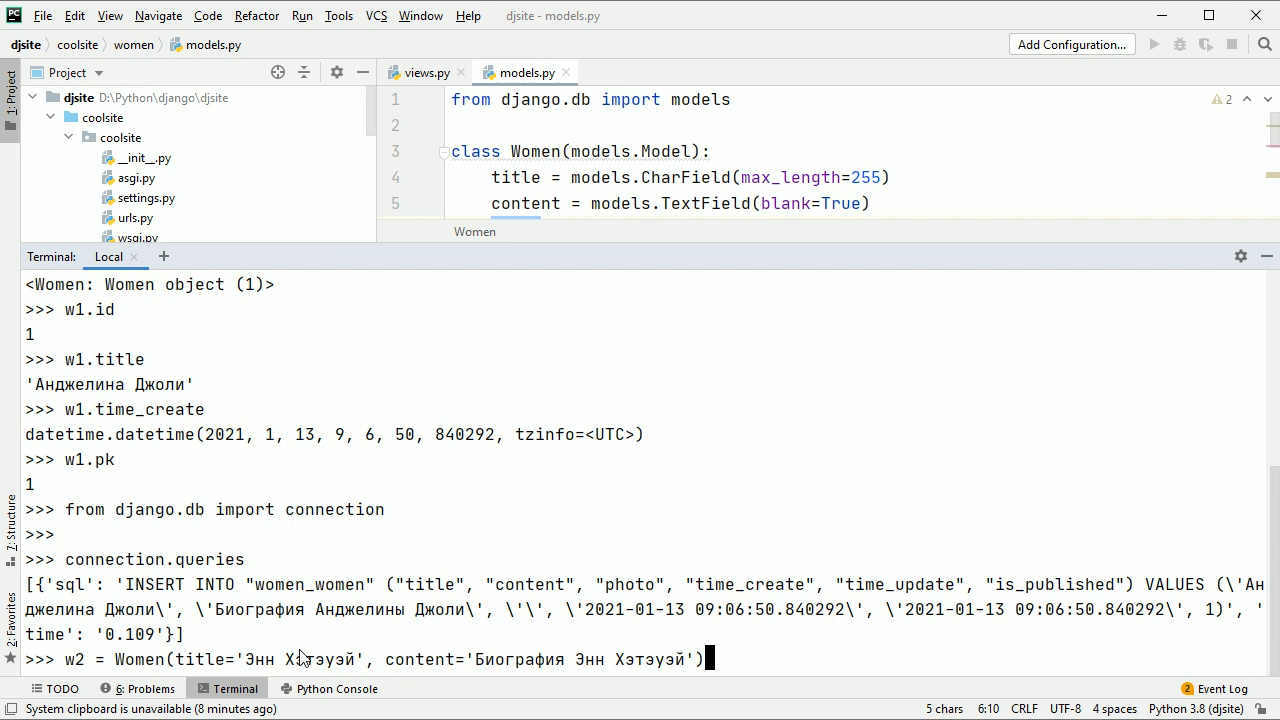 File Edit View Navigate Code Refactor Run Tools VCS Window Help djsite - models.py
djsite coolsite women models.py Add Configuration...
Project views.py models.py
1: Project
djsite D:\Python\django\djsite
coolsite
coolsite
__init__.py
asgi.py
settings.py
urls.py
wsgi.py
1 from django.db import models
2
3 class Women(models.Model):
4 title = models.CharField(max_length=255)
5 content = models.TextField(blank=True)
2
Women
Terminal: Local
<Women: Women object (1)>
>>> w1.id
1
>>> w1.title
'Анджелина Джоли'
>>> w1.time_create
datetime.datetime(2021, 1, 13, 9, 6, 50, 840292, tzinfo=<UTC>)
>>> w1.pk
1
>>> from django.db import connection
>>>
>>> connection.queries
[{'sql': 'INSERT INTO "women_women" ("title", "content", "photo", "time_create", "time_update", "is_published") VALUES (\'Ан
джелина Джоли\', \'Биография Анджелины Джоли\', \'\', \'2021-01-13 09:06:50.840292\', \'2021-01-13 09:06:50.840292\', 1)', '
time': '0.109'}]
>>> w2 = Women(title='Энн Хэтэуэй', content='Биография Энн Хэтэуэй')
Z: Structure
2: Favorites
TODO 6: Problems Terminal Python Console 2 Event Log
System clipboard is unavailable (8 minutes ago) 5 chars 6:10 CRLF UTF-8 4 spaces Python 3.8 (djsite)